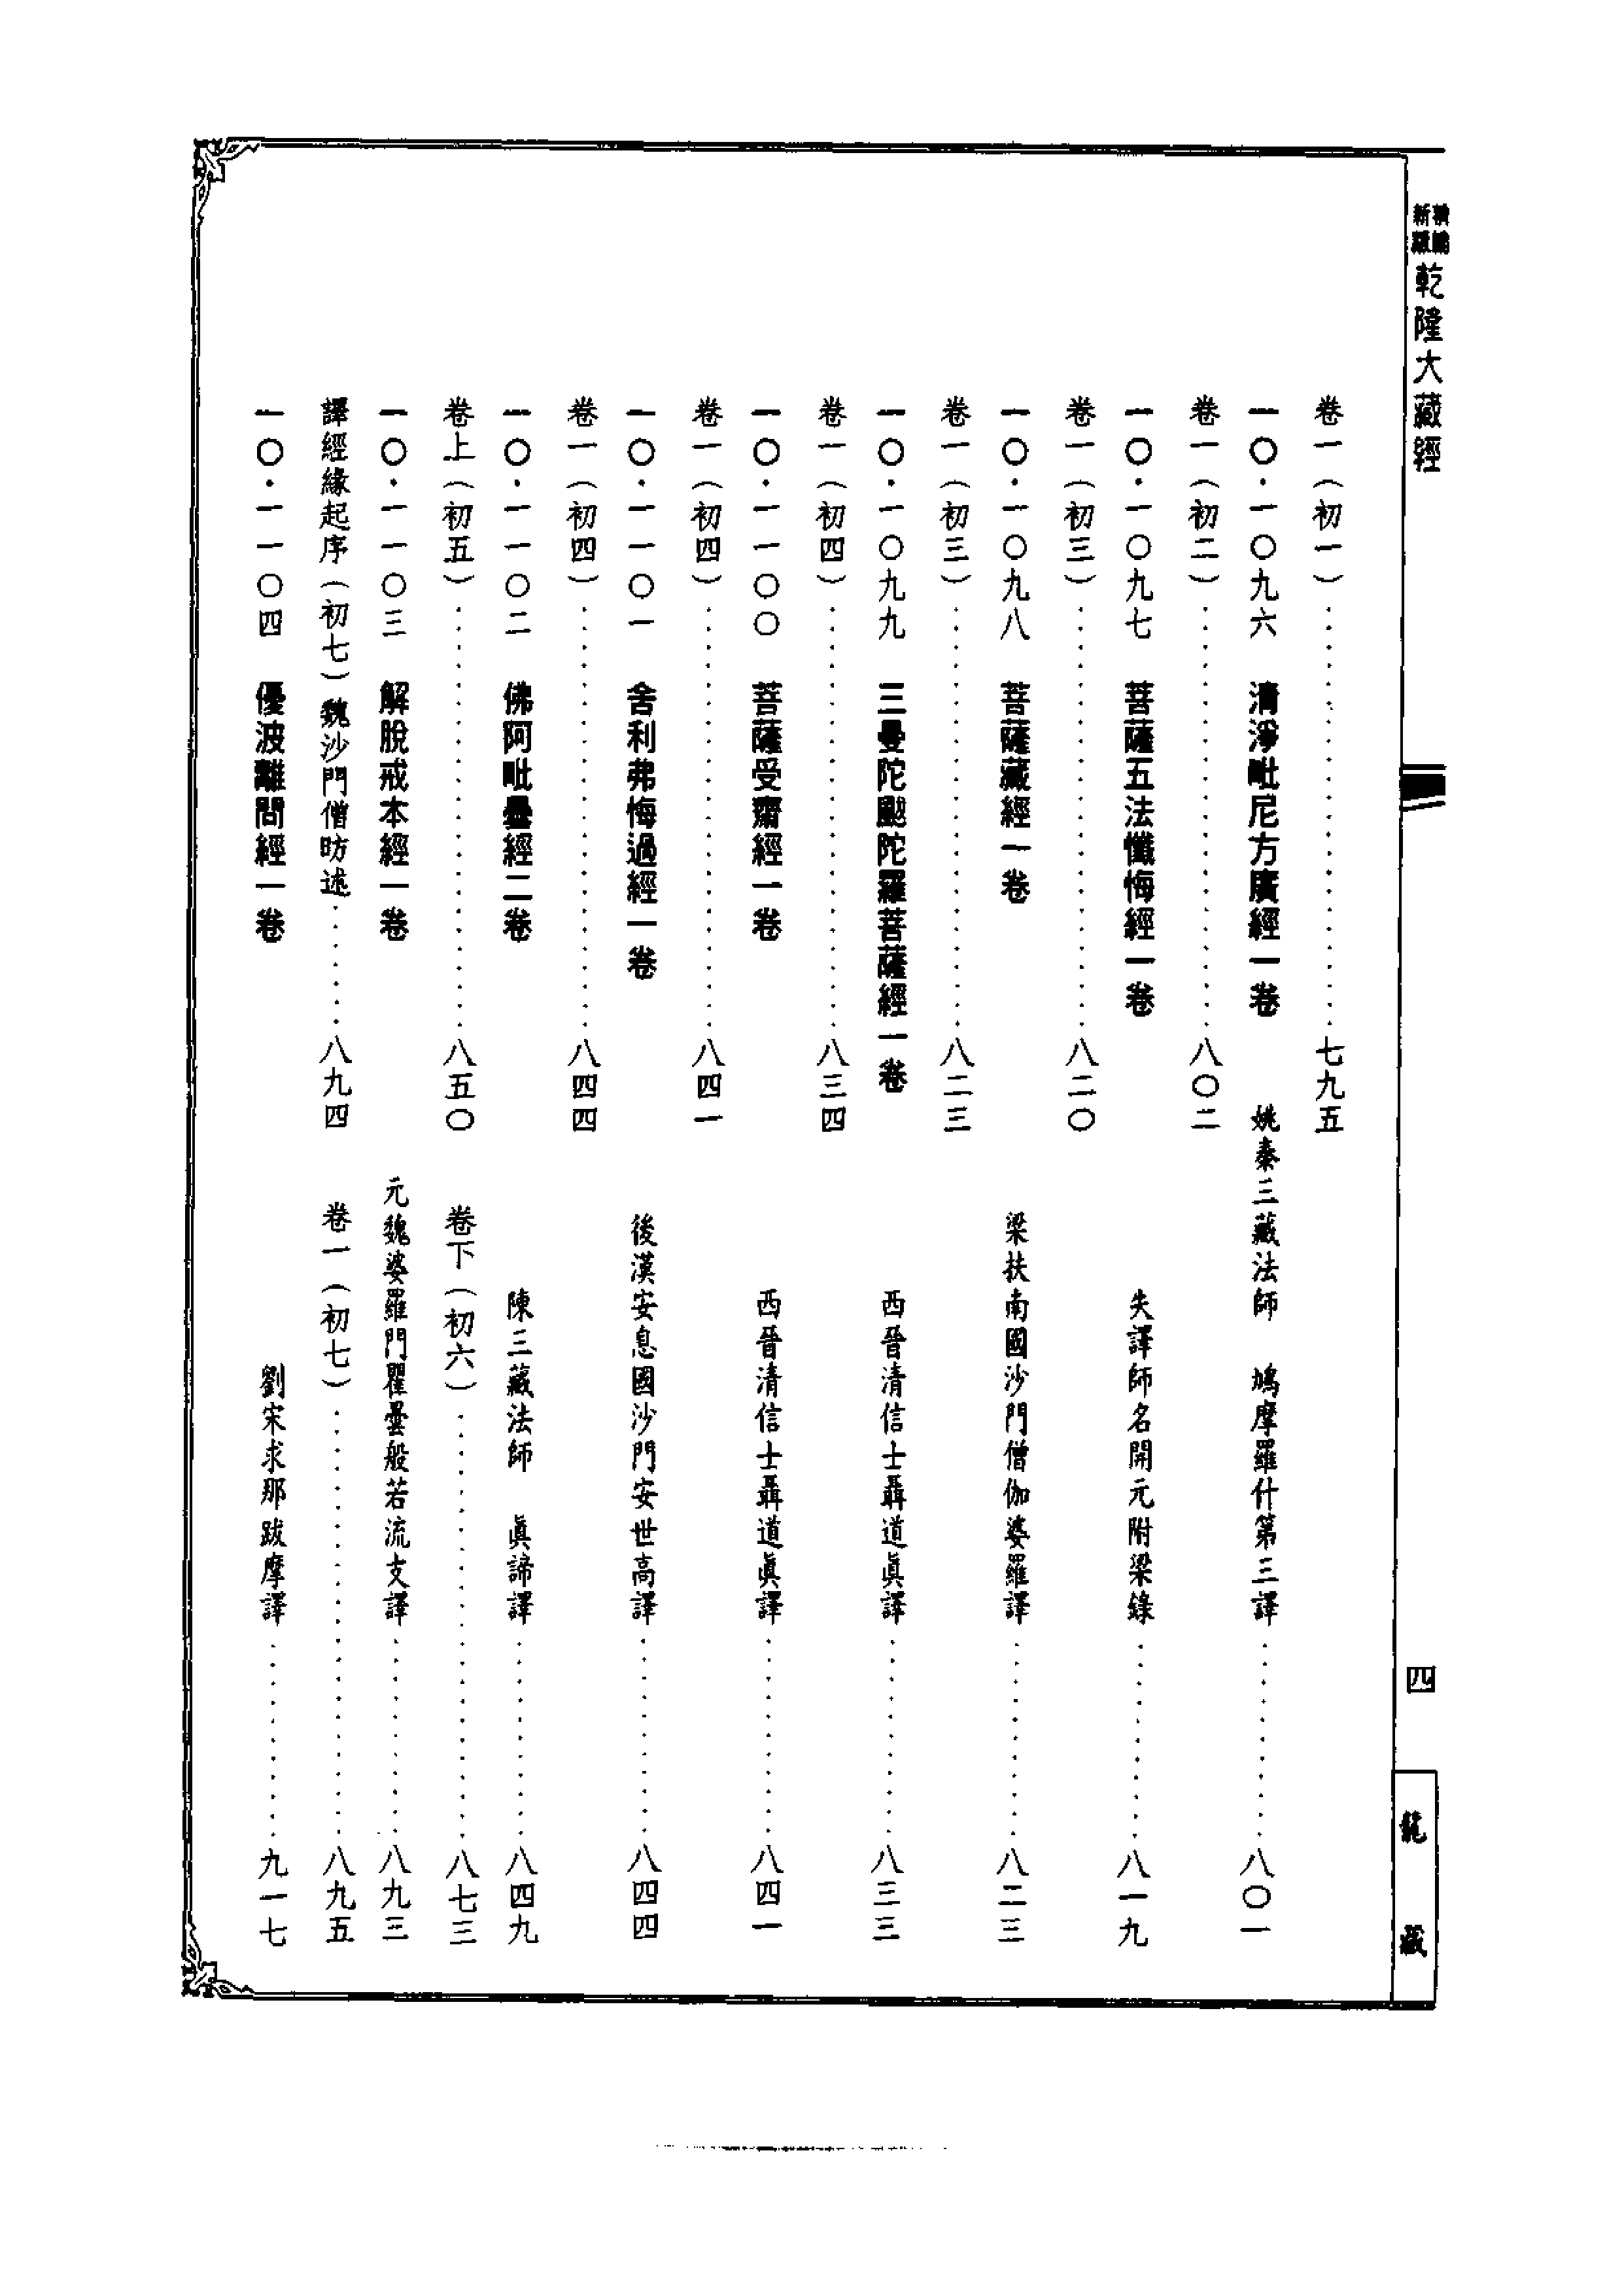 新編縮版
乾隆大藏經
四
龍藏
卷一（初一）……………………七九五
一〇·一〇九六　清淨毗尼方廣經一卷　姚秦三藏法師　鳩摩羅什第三譯…………八〇一
卷一（初二）……………………八〇二
一〇·一〇九七　菩薩五法懺悔經一卷　失譯師名開元附梁錄…………八一九
卷一（初三）……………………八二〇
一〇·一〇九八　菩薩藏經一卷　梁扶南國沙門僧伽婆羅譯…………八二三
卷一（初三）……………………八二三
一〇·一〇九九　三曼陀颰陀羅菩薩經一卷　西晉清信士聶道眞譯…………八三三
卷一（初四）……………………八三四
一〇·一一〇〇　菩薩受齋經一卷　西晉清信士聶道眞譯…………八四一
卷一（初四）……………………八四一
一〇·一一〇一　舍利弗悔過經一卷　後漢安息國沙門安世高譯…………八四四
卷一（初四）……………………八四四
一〇·一一〇二　佛阿毗曇經二卷　陳三藏法師　眞諦譯…………八四九
卷上（初五）……………………八五〇　卷下（初六）……………………八七三
一〇·一一〇三　解脫戒本經一卷　元魏婆羅門瞿曇般若流支譯…………八九三
譯經緣起序（初七）魏沙門僧昉述………八九四　卷一（初七）……………………八九五
一〇·一一〇四　優波離問經一卷　劉宋求那跋摩譯…………九一七